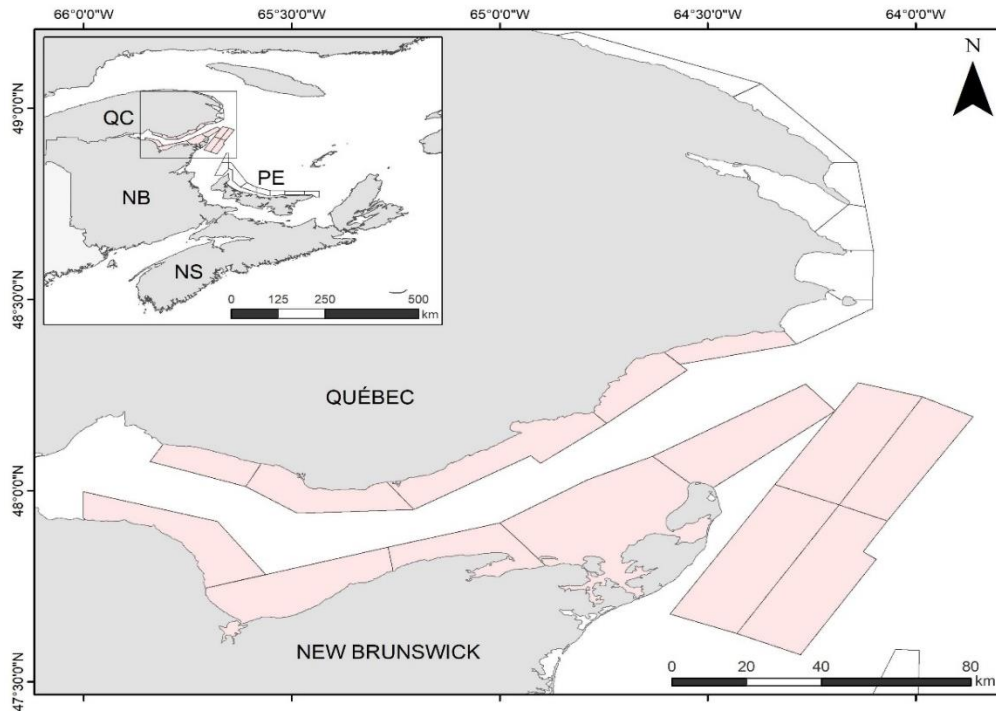 66°0'0"W 65°30'0"W 65°0'0"W 64°30'0"W 64°0'0"W
N
49°0'0"N
48°30'0"N
48°0'0"N
47°30'0"N
QC
NB
PE
NS
0 125 250 500
km
QUÉBEC
NEW BRUNSWICK
0 20 40 80
km